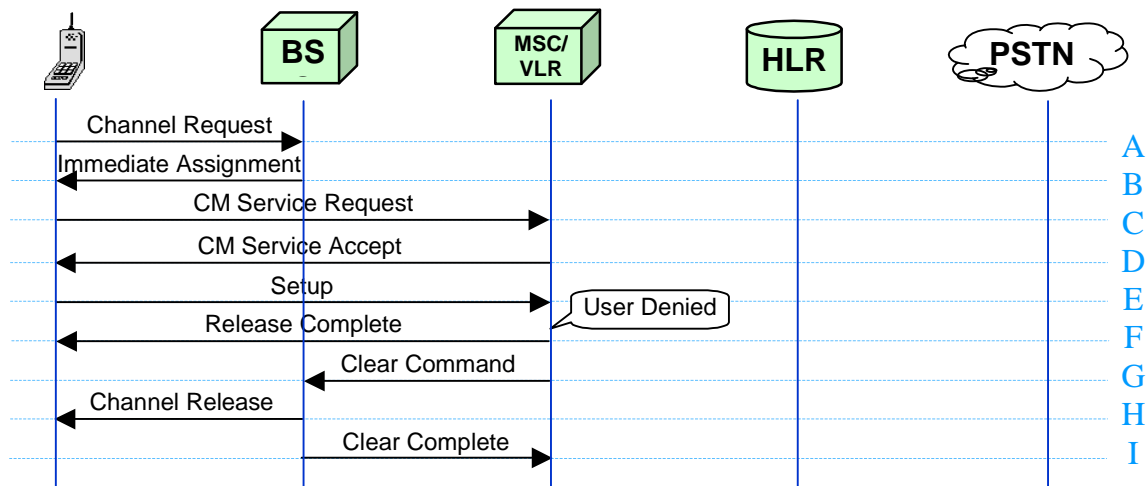 BS
MSC/
VLR
HLR
PSTN
Channel Request
A
Immediate Assignment
B
CM Service Request
C
CM Service Accept
D
Setup
E
User Denied
Release Complete
F
Clear Command
G
Channel Release
H
Clear Complete
I